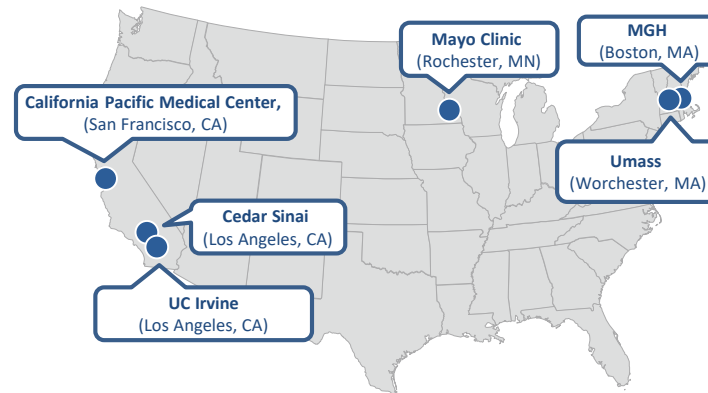 Mayo Clinic
(Rochester, MN)
MGH
(Boston, MA)
California Pacific Medical Center,
(San Francisco, CA)
Umass
(Worchester, MA)
Cedar Sinai
(Los Angeles, CA)
UC Irvine
(Los Angeles, CA)